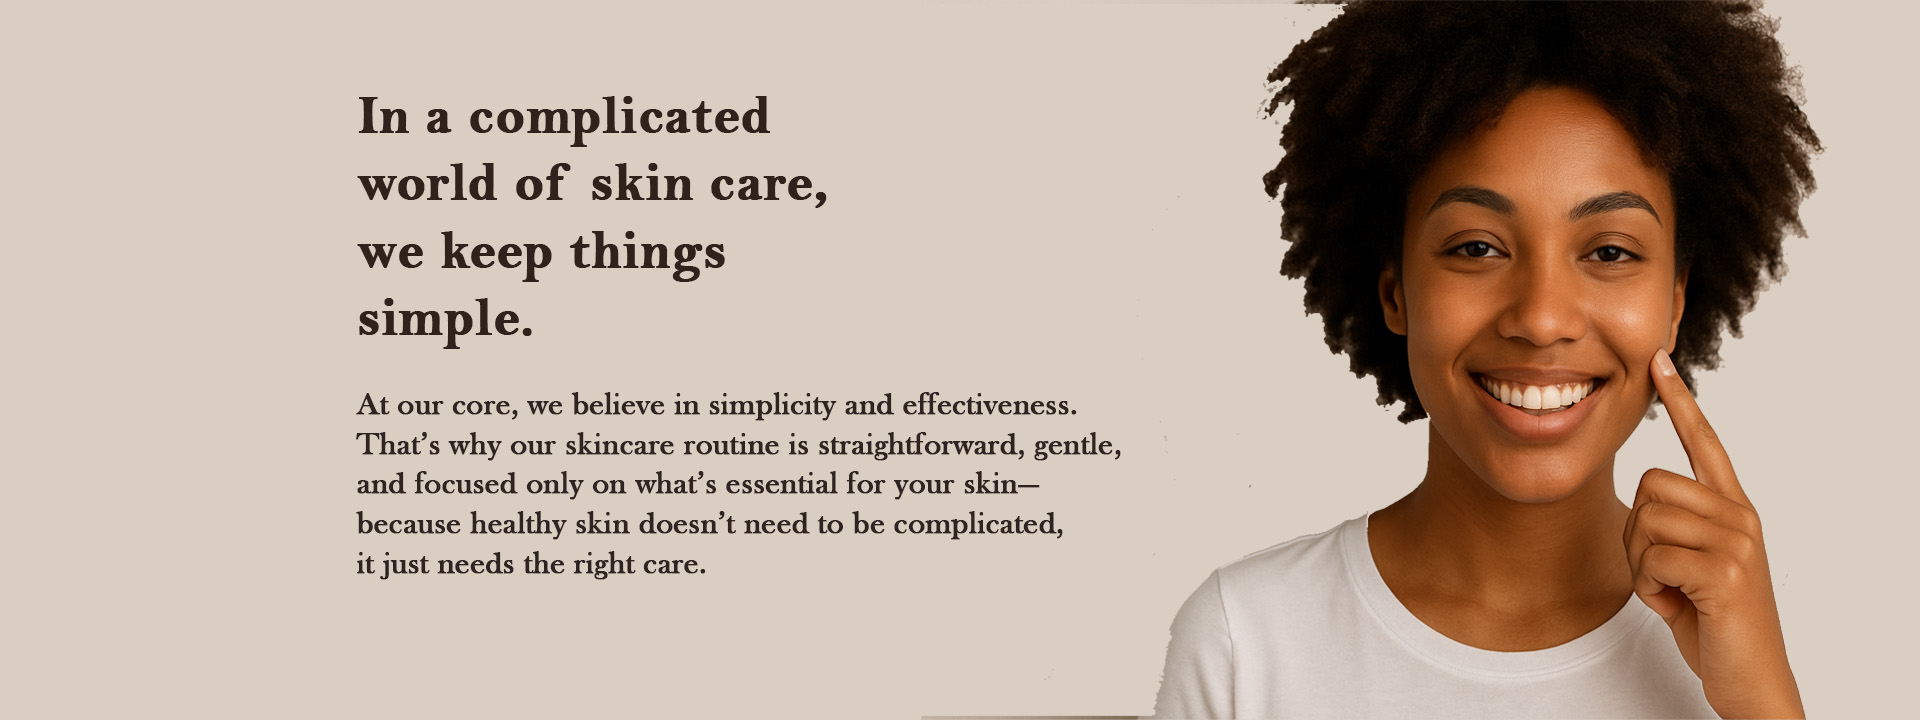 In a complicated
world of skin care,
we keep things
simple.
At our core, we believe in simplicity and effectiveness.
That’s why our skincare routine is straightforward, gentle,
and focused only on what’s essential for your skin—
because healthy skin doesn’t need to be complicated,
it just needs the right care.